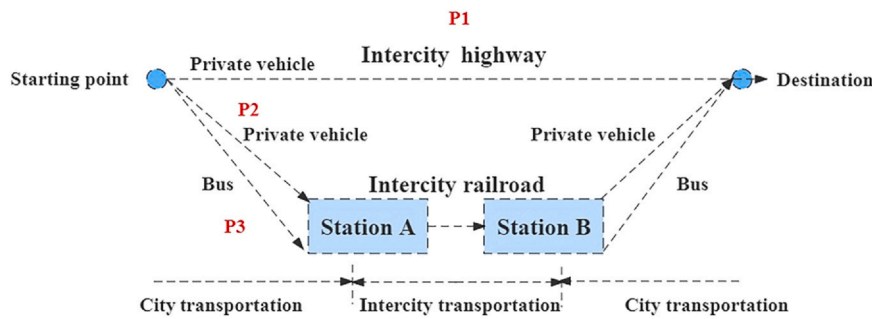 P1
Private vehicle
Intercity highway
Starting point
Destination
P2
Private vehicle
Private vehicle
Bus
Intercity railroad
Bus
P3
Station A
Station B
City transportation
Intercity transportation
City transportation